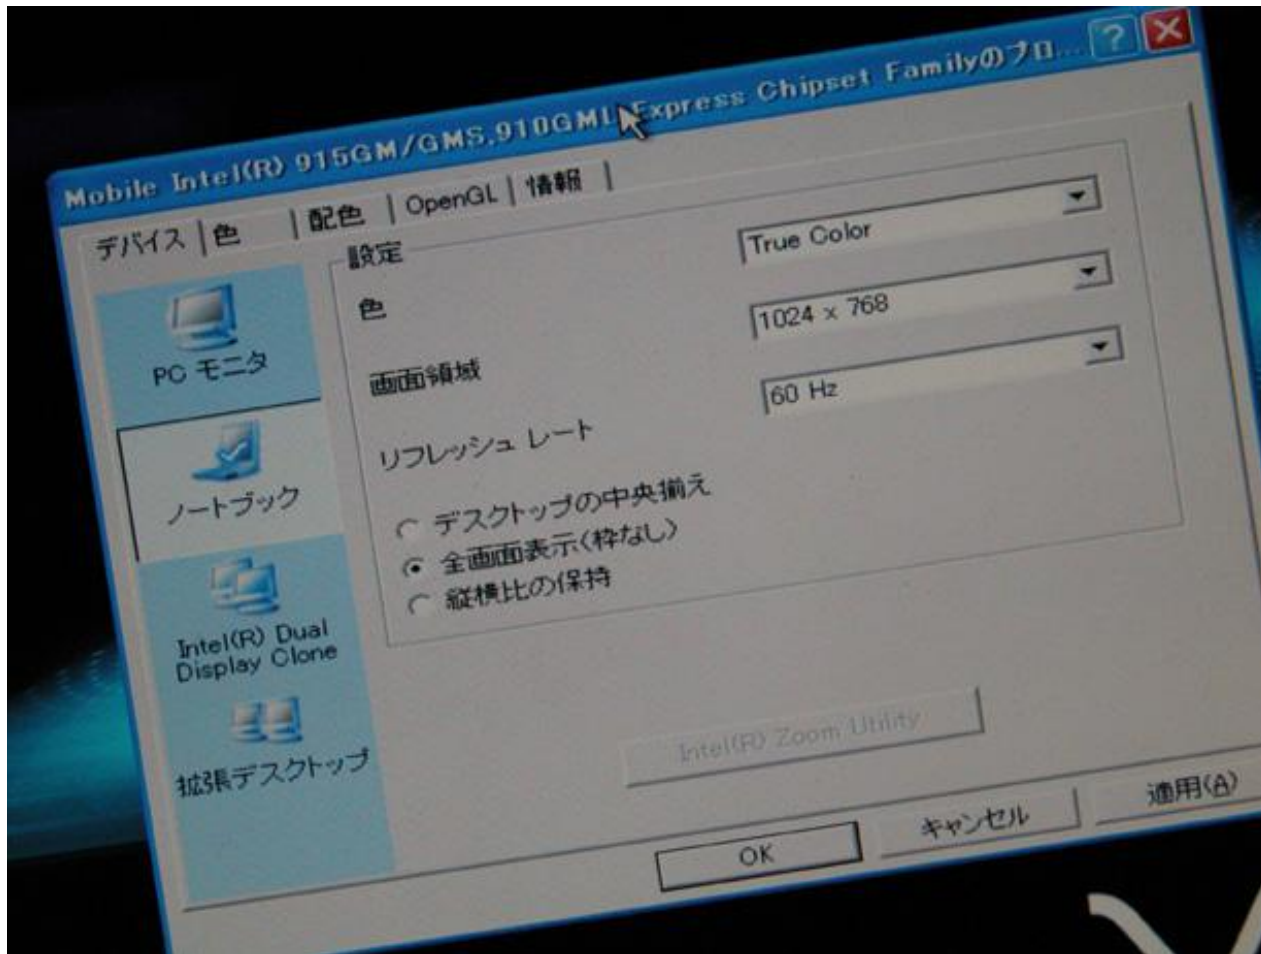 Mobile Intel(R) 915GM/GMS,910GML Express Chipset Familyのプロ...
デバイス
色
配色
OpenGL
情報
PC モニタ
ノートブック
Intel(R) Dual
Display Clone
拡張デスクトップ
設定
色
True Color
画面領域
1024 x 768
リフレッシュ レート
60 Hz
デスクトップの中央揃え
全画面表示(枠なし)
縦横比の保持
Intel(R) Zoom Utility
OK
キャンセル
適用(A)